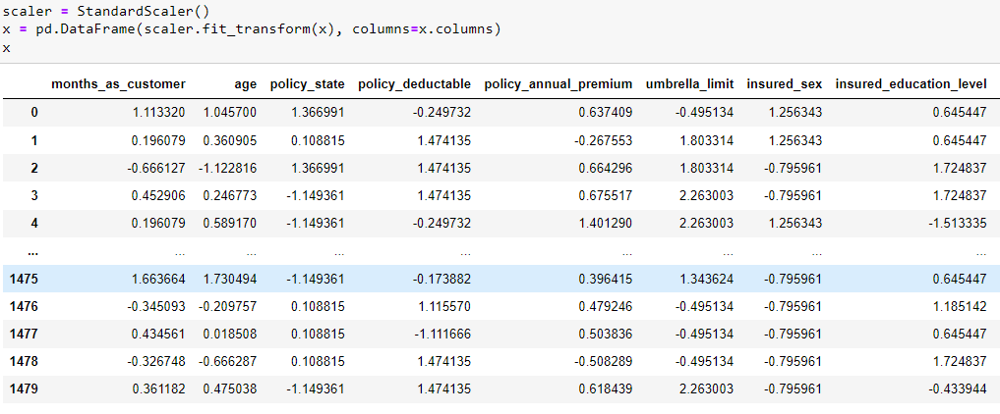 scaler = StandardScaler()
x = pd.DataFrame(scaler.fit_transform(x), columns=x.columns)
x
months_as_customer age policy_state policy_deductable policy_annual_premium umbrella_limit insured_sex insured_education_level
0 1.113320 1.045700 1.366991 -0.249732 0.637409 -0.495134 1.256343 0.645447
1 0.196079 0.360905 0.108815 1.474135 -0.267553 1.803314 1.256343 0.645447
2 -0.666127 -1.122816 1.366991 1.474135 0.664296 1.803314 -0.795961 1.724837
3 0.452906 0.246773 -1.149361 1.474135 0.675517 2.263003 -0.795961 1.724837
4 0.196079 0.589170 -1.149361 -0.249732 1.401290 2.263003 1.256343 -1.513335
... ... ... ... ... ... ... ... ...
1475 1.663664 1.730494 -1.149361 -0.173882 0.396415 1.343624 -0.795961 0.645447
1476 -0.345093 -0.209757 0.108815 1.115570 0.479246 -0.495134 -0.795961 1.185142
1477 0.434561 0.018508 0.108815 -1.111666 0.503836 -0.495134 -0.795961 0.645447
1478 -0.326748 -0.666287 0.108815 1.474135 -0.508289 -0.495134 -0.795961 1.724837
1479 0.361182 0.475038 -1.149361 1.474135 0.618439 2.263003 -0.795961 -0.433944